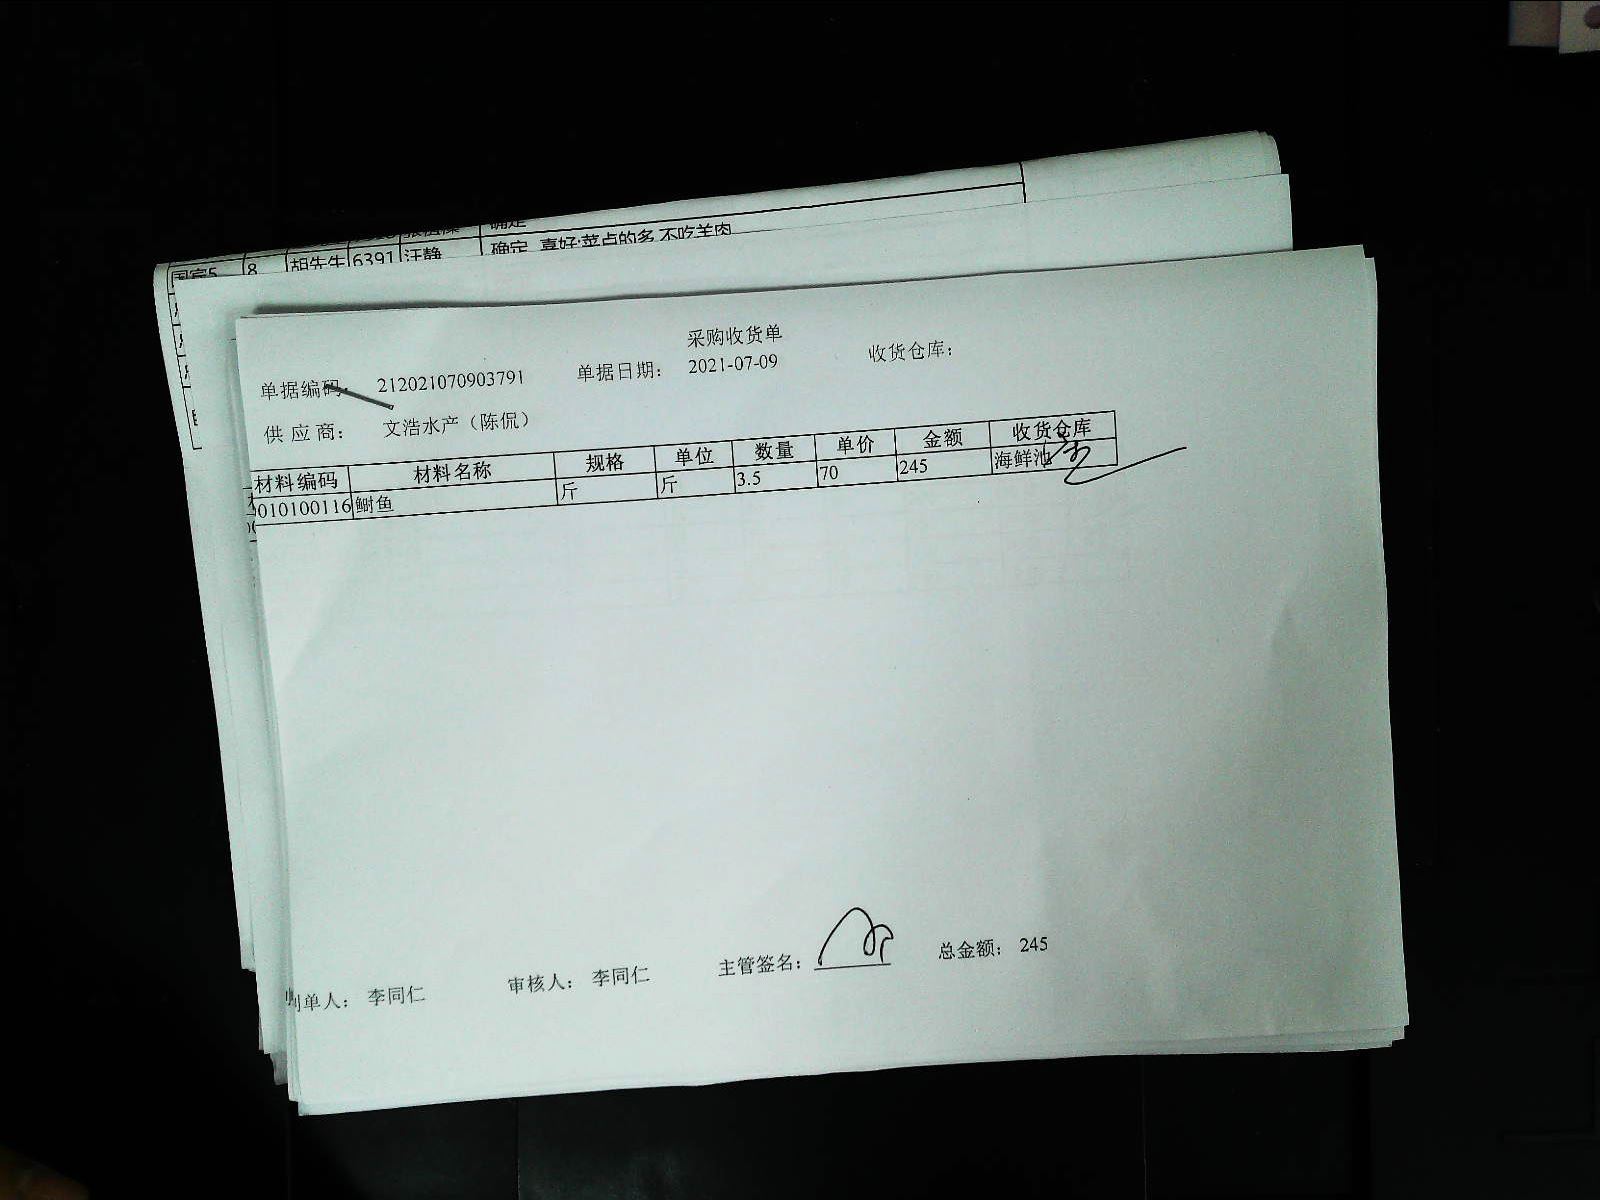 确定
国宾5 8 胡先生 6391 汪静 确定 喜好:菜点的多,不吃羊肉
采购收货单
单据编码: 212021070903791 单据日期: 2021-07-09 收货仓库:
供应商: 文浩水产（陈侃）
材料编码 材料名称 规格 单位 数量 单价 金额 收货仓库
010100116 鲥鱼 斤 斤 3.5 70 245 海鲜池
制单人: 李同仁 审核人: 李同仁 主管签名: 总金额: 245